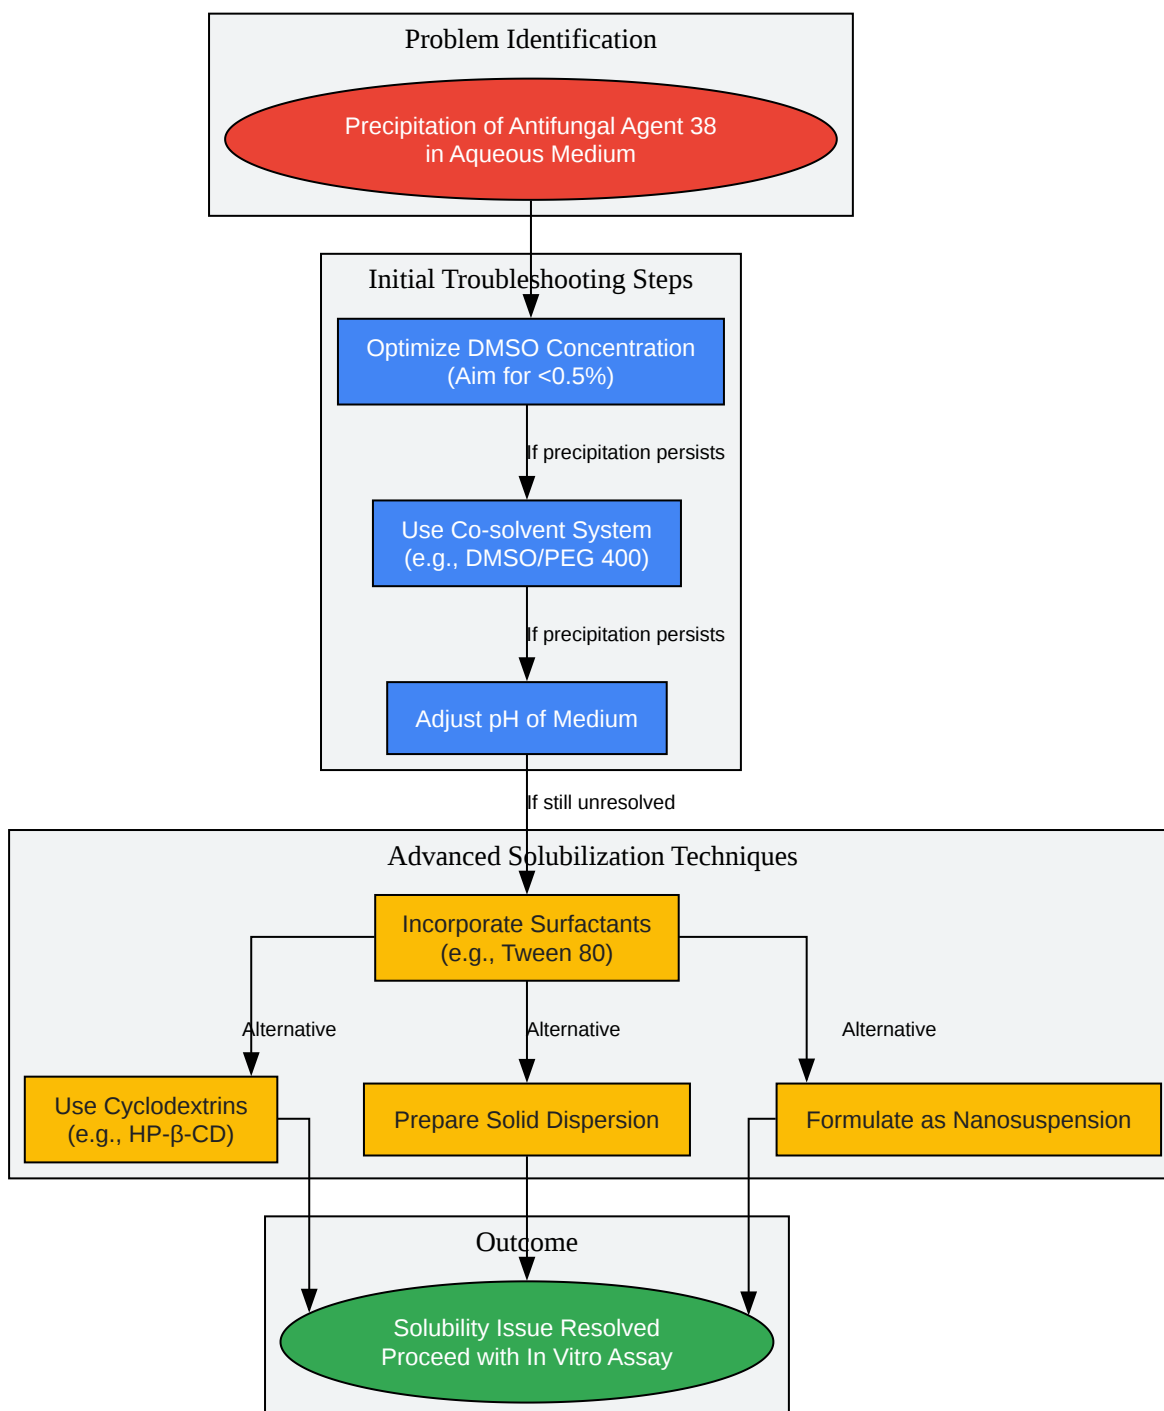 Problem Identification
Precipitation of Antifungal Agent 38
in Aqueous Medium
Initial Troubleshooting Steps
Optimize DMSO Concentration
(Aim for <0.5%)
If precipitation persists
Use Co-solvent System
(e.g., DMSO/PEG 400)
If precipitation persists
Adjust pH of Medium
If still unresolved
Advanced Solubilization Techniques
Incorporate Surfactants
(e.g., Tween 80)
Alternative
Alternative
Alternative
Use Cyclodextrins
(e.g., HP-β-CD)
Prepare Solid Dispersion
Formulate as Nanosuspension
Outcome
Solubility Issue Resolved
Proceed with In Vitro Assay